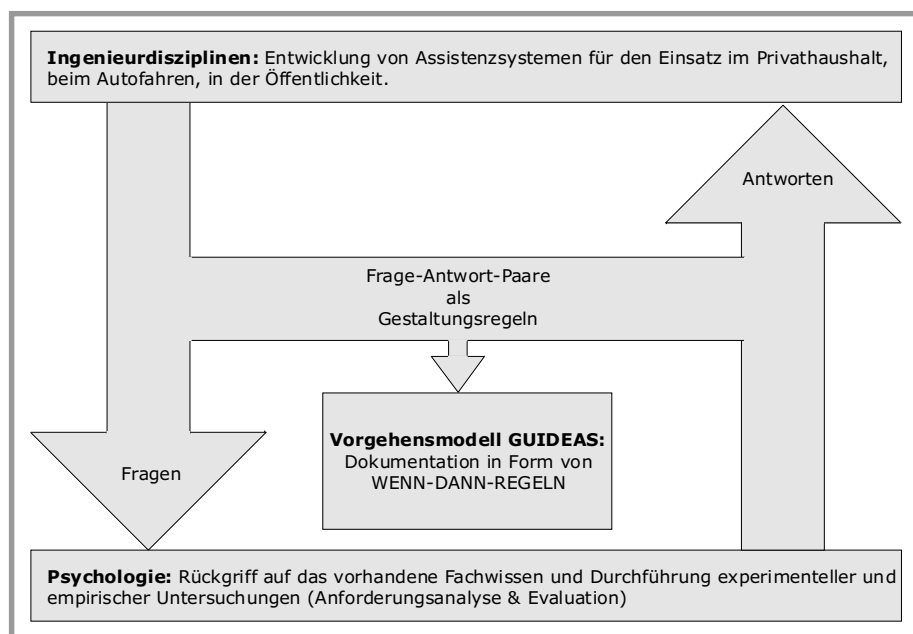 Ingenieurdisziplinen: Entwicklung von Assistenzsystemen für den Einsatz im Privathaushalt,
beim Autofahren, in der Öffentlichkeit.
Antworten
Frage-Antwort-Paare
als
Gestaltungsregeln
Vorgehensmodell GUIDEAS:
Dokumentation in Form von
WENN-DANN-REGELN
Fragen
Psychologie: Rückgriff auf das vorhandene Fachwissen und Durchführung experimenteller und
empirischer Untersuchungen (Anforderungsanalyse & Evaluation)